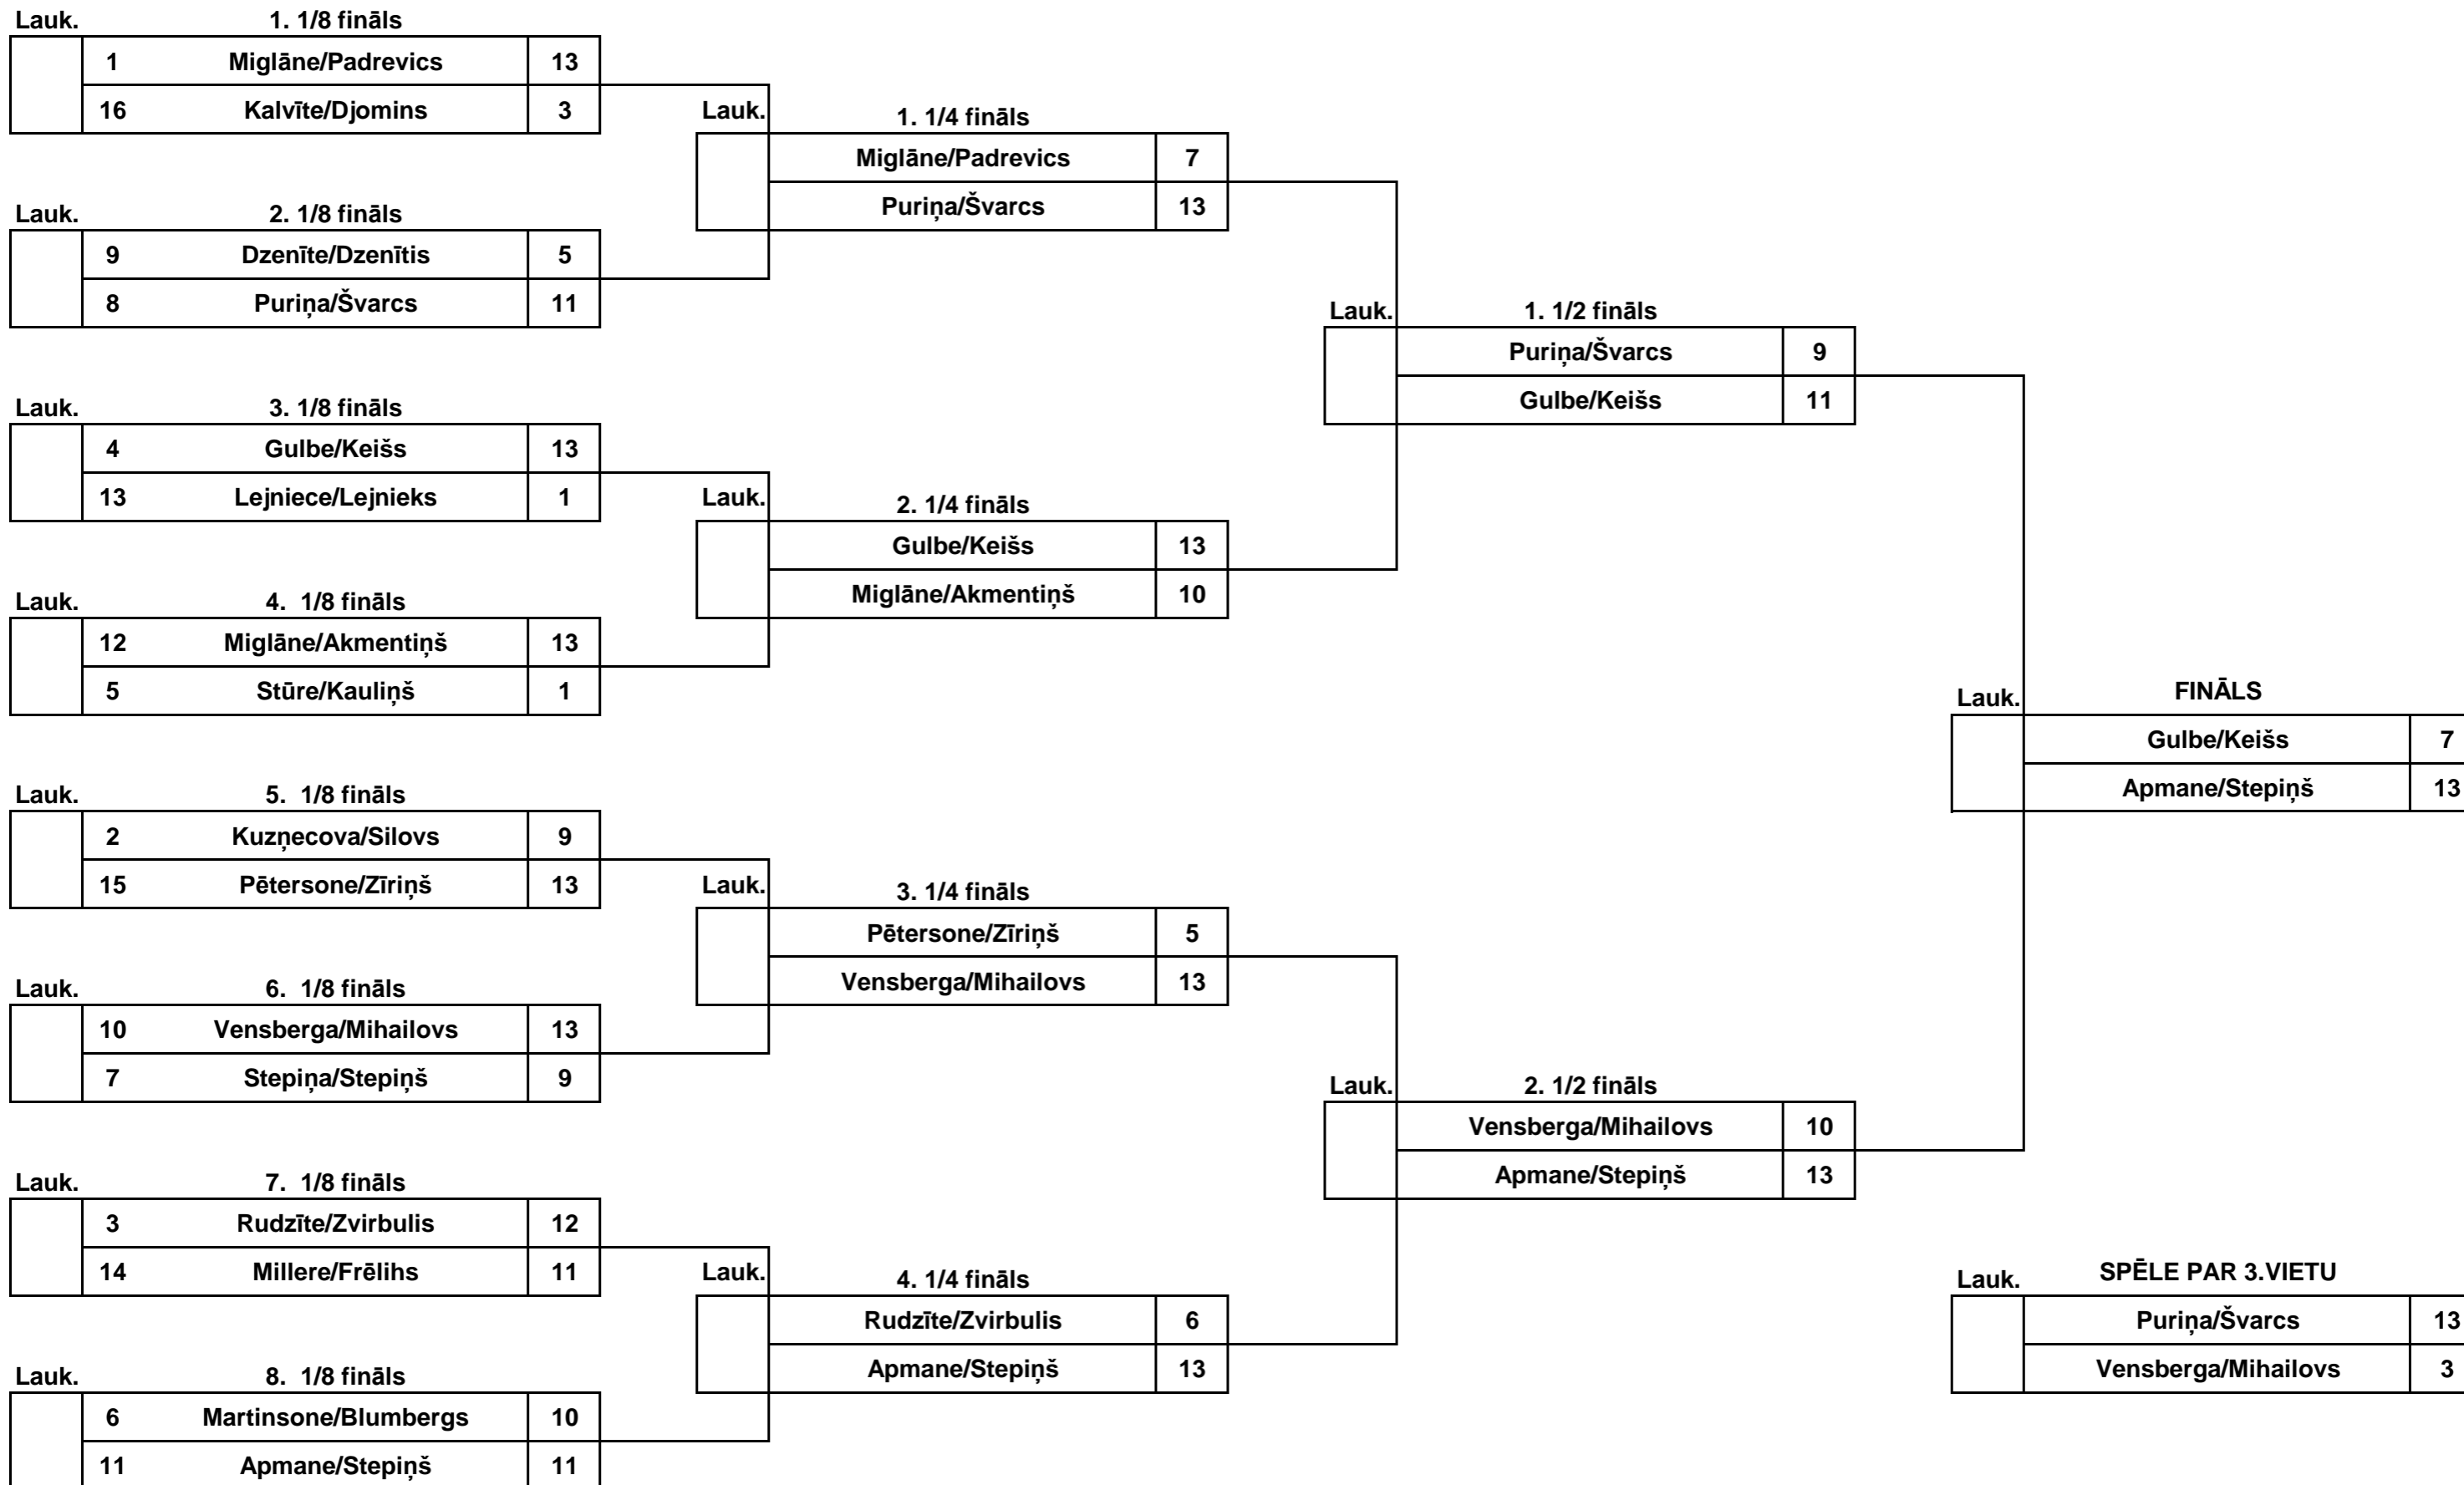 Lauk. 1. 1/8 fināls
1 Miglāne/Padrevics 13
16 Kalvīte/Djomins 3
Lauk. 2. 1/8 fināls
9 Dzenīte/Dzenītis 5
8 Puriņa/Švarcs 11
Lauk. 3. 1/8 fināls
4 Gulbe/Keišs 13
13 Lejniece/Lejnieks 1
Lauk. 4. 1/8 fināls
12 Miglāne/Akmentiņš 13
5 Stūre/Kauliņš 1
Lauk. 5. 1/8 fināls
2 Kuzņecova/Silovs 9
15 Pētersone/Zīriņš 13
Lauk. 6. 1/8 fināls
10 Vensberga/Mihailovs 13
7 Stepiņa/Stepiņš 9
Lauk. 7. 1/8 fināls
3 Rudzīte/Zvirbulis 12
14 Millere/Frēlihs 11
Lauk. 8. 1/8 fināls
6 Martinsone/Blumbergs 10
11 Apmane/Stepiņš 11
Lauk. 1. 1/4 fināls
Miglāne/Padrevics 7
Puriņa/Švarcs 13
Lauk. 2. 1/4 fināls
Gulbe/Keišs 13
Miglāne/Akmentiņš 10
Lauk. 3. 1/4 fināls
Pētersone/Zīriņš 5
Vensberga/Mihailovs 13
Lauk. 4. 1/4 fināls
Rudzīte/Zvirbulis 6
Apmane/Stepiņš 13
Lauk. 1. 1/2 fināls
Puriņa/Švarcs 9
Gulbe/Keišs 11
Lauk. 2. 1/2 fināls
Vensberga/Mihailovs 10
Apmane/Stepiņš 13
Lauk. FINĀLS
Gulbe/Keišs 7
Apmane/Stepiņš 13
Lauk. SPĒLE PAR 3.VIETU
Puriņa/Švarcs 13
Vensberga/Mihailovs 3